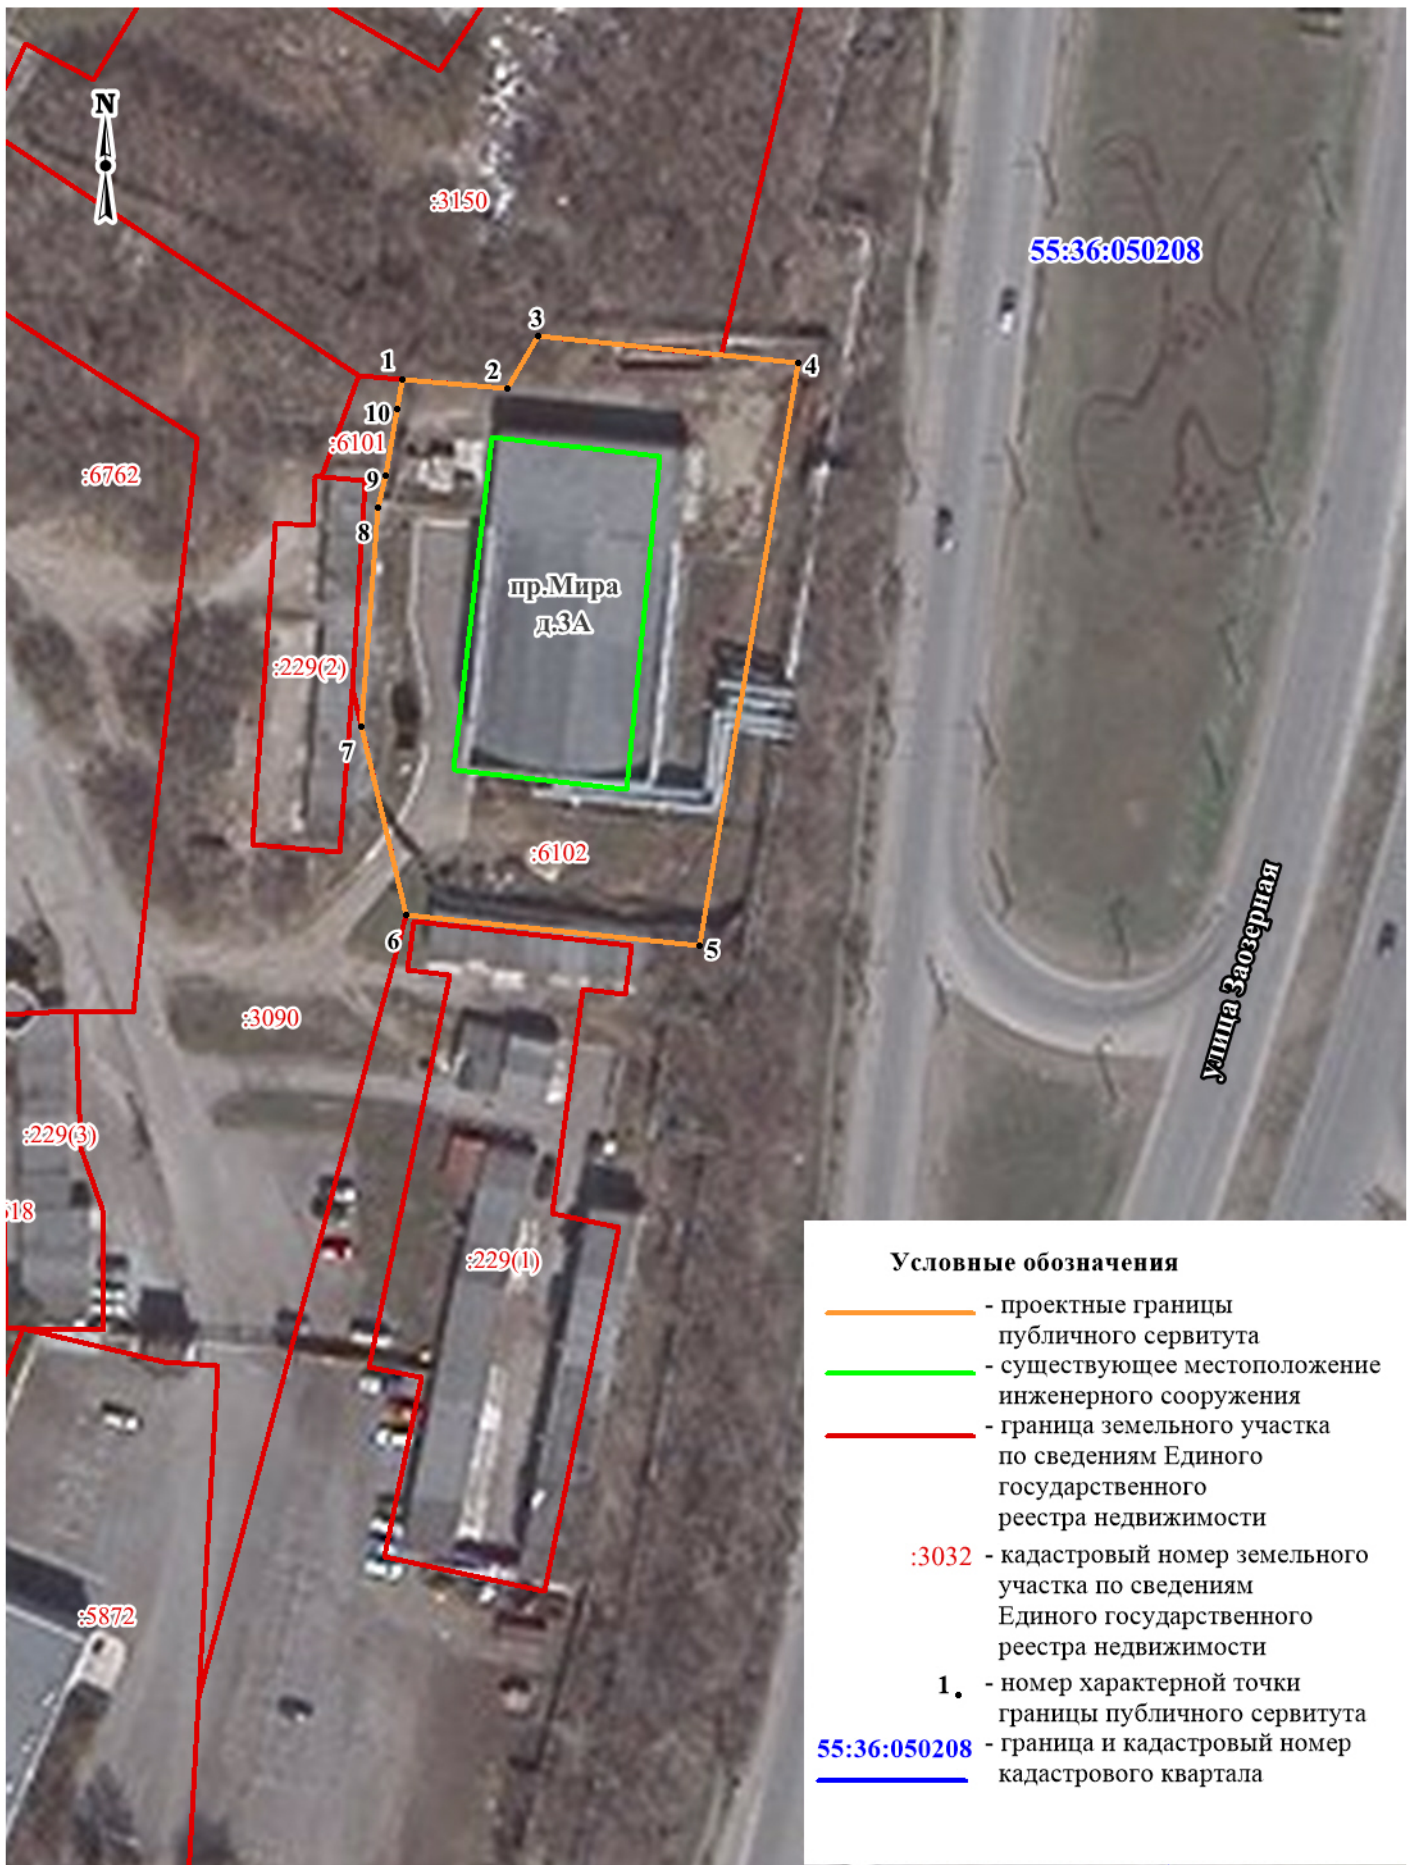 N
:3150
55:36:050208
3
1
2
4
10
:6101
:6762
9
8
пр.Мира
д.3А
:229(2)
7
:6102
6
5
улица Заозерная
:3090
:229(3)
618
:229(1)
:5872
Условные обозначения
- проектные границы
публичного сервитута
- существующее местоположение
инженерного сооружения
- граница земельного участка
по сведениям Единого
государственного
реестра недвижимости
:3032 - кадастровый номер земельного
участка по сведениям
Единого государственного
реестра недвижимости
1. - номер характерной точки
границы публичного сервитута
55:36:050208 - граница и кадастровый номер
кадастрового квартала